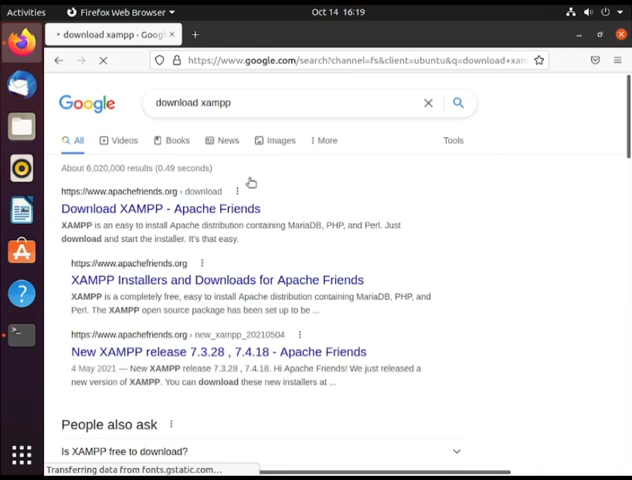 Activities
Firefox Web Browser
Oct 14 16:19
download xampp - Googl
https://www.google.com/search?channel=fs&client=ubuntu&q=download+xam
Google
download xampp
All
Videos
Books
News
Images
More
Tools
About 6,020,000 results (0.49 seconds)
https://www.apachefriends.org › download
Download XAMPP - Apache Friends
XAMPP is an easy to install Apache distribution containing MariaDB, PHP, and Perl. Just
download and start the installer. It's that easy.
https://www.apachefriends.org
XAMPP Installers and Downloads for Apache Friends
XAMPP is a completely free, easy to install Apache distribution containing MariaDB, PHP, and
Perl. The XAMPP open source package has been set up to be ...
https://www.apachefriends.org › new_xampp_20210504
New XAMPP release 7.3.28 , 7.4.18 - Apache Friends
4 May 2021 — New XAMPP release 7.3.28 , 7.4.18. Hi Apache Friends! We just released a
new version of XAMPP. You can download these new installers at ...
People also ask
Is XAMPP free to download?
Transferring data from fonts.gstatic.com...